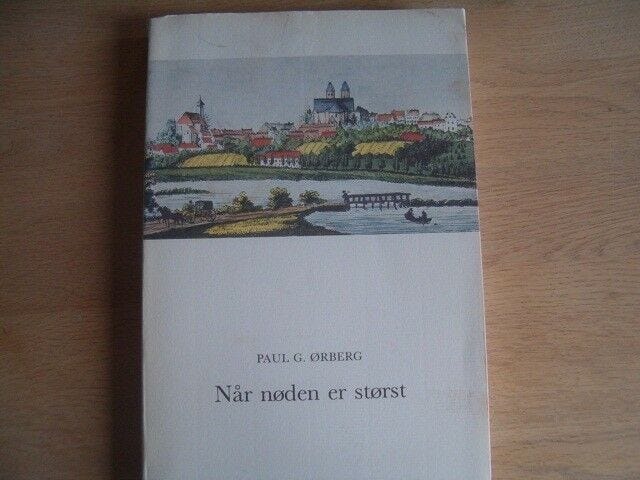 PAUL G. ØRBERG
Når nøden er størst